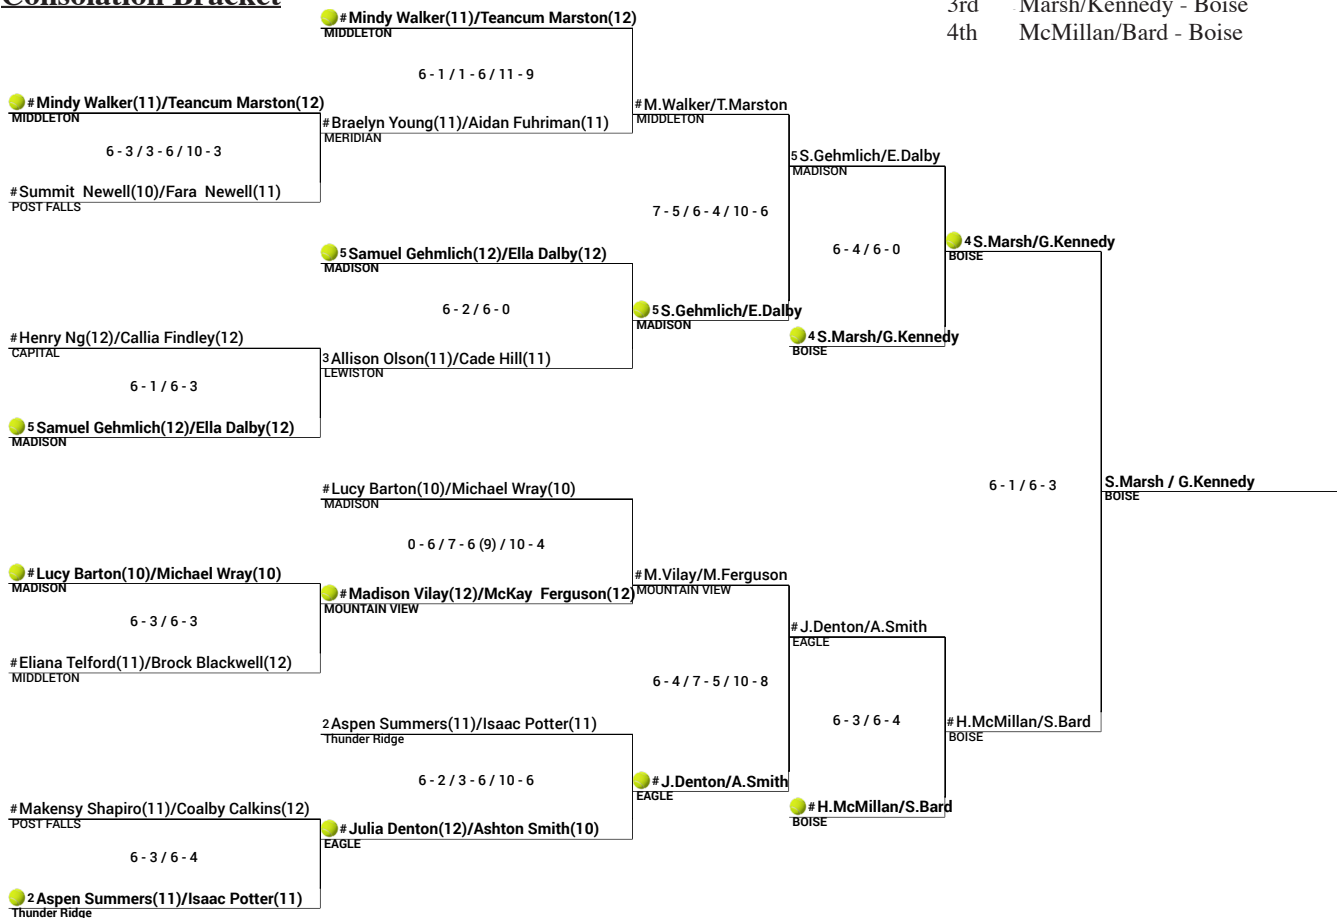 Consolation Bracket
3rd Marsh/Kennedy - Boise
4th McMillan/Bard - Boise
# Mindy Walker(11)/Teancum Marston(12)
MIDDLETON
6 - 1 / 1 - 6 / 11 - 9
# Mindy Walker(11)/Teancum Marston(12)
MIDDLETON
# Braelyn Young(11)/Aidan Fuhriman(11)
MERIDIAN
# M.Walker/T.Marston
MIDDLETON
6 - 3 / 3 - 6 / 10 - 3
# Summit Newell(10)/Fara Newell(11)
POST FALLS
5 S.Gehmlich/E.Dalby
MADISON
7 - 5 / 6 - 4 / 10 - 6
5 Samuel Gehmlich(12)/Ella Dalby(12)
MADISON
6 - 4 / 6 - 0
4 S.Marsh/G.Kennedy
BOISE
6 - 2 / 6 - 0
5 S.Gehmlich/E.Dalby
MADISON
# Henry Ng(12)/Callia Findley(12)
CAPITAL
3 Allison Olson(11)/Cade Hill(11)
LEWISTON
4 S.Marsh/G.Kennedy
BOISE
6 - 1 / 6 - 3
5 Samuel Gehmlich(12)/Ella Dalby(12)
MADISON
# Lucy Barton(10)/Michael Wray(10)
MADISON
6 - 1 / 6 - 3
S.Marsh / G.Kennedy
BOISE
0 - 6 / 7 - 6 (9) / 10 - 4
# Lucy Barton(10)/Michael Wray(10)
MADISON
# Madison Vilay(12)/McKay Ferguson(12)
MOUNTAIN VIEW
# M.Vilay/M.Ferguson
MOUNTAIN VIEW
6 - 3 / 6 - 3
# Eliana Telford(11)/Brock Blackwell(12)
MIDDLETON
# J.Denton/A.Smith
EAGLE
6 - 4 / 7 - 5 / 10 - 8
2 Aspen Summers(11)/Isaac Potter(11)
Thunder Ridge
6 - 3 / 6 - 4
# H.McMillan/S.Bard
BOISE
6 - 2 / 3 - 6 / 10 - 6
# J.Denton/A.Smith
EAGLE
# Makensy Shapiro(11)/Coalby Calkins(12)
POST FALLS
# Julia Denton(12)/Ashton Smith(10)
EAGLE
# H.McMillan/S.Bard
BOISE
6 - 3 / 6 - 4
2 Aspen Summers(11)/Isaac Potter(11)
Thunder Ridge